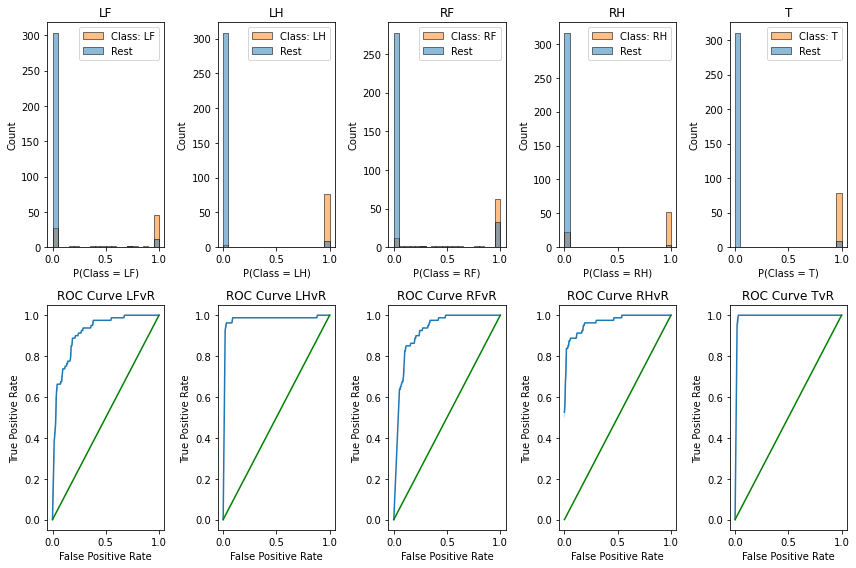 LF
LH
RF
RH
T
Class: LF
Rest
Class: LH
Rest
Class: RF
Rest
Class: RH
Rest
Class: T
Rest
300
250
200
150
100
50
0
Count
0.0
0.5
1.0
P(Class = LF)
300
250
200
150
100
50
0
Count
0.0
0.5
1.0
P(Class = LH)
250
200
150
100
50
0
Count
0.0
0.5
1.0
P(Class = RF)
300
250
200
150
100
50
0
Count
0.0
0.5
1.0
P(Class = RH)
300
250
200
150
100
50
0
Count
0.0
0.5
1.0
P(Class = T)
ROC Curve LFvR
ROC Curve LHvR
ROC Curve RFvR
ROC Curve RHvR
ROC Curve TvR
1.0
0.8
0.6
0.4
0.2
0.0
True Positive Rate
0.0
0.5
1.0
False Positive Rate
1.0
0.8
0.6
0.4
0.2
0.0
True Positive Rate
0.0
0.5
1.0
False Positive Rate
1.0
0.8
0.6
0.4
0.2
0.0
True Positive Rate
0.0
0.5
1.0
False Positive Rate
1.0
0.8
0.6
0.4
0.2
0.0
True Positive Rate
0.0
0.5
1.0
False Positive Rate
1.0
0.8
0.6
0.4
0.2
0.0
True Positive Rate
0.0
0.5
1.0
False Positive Rate